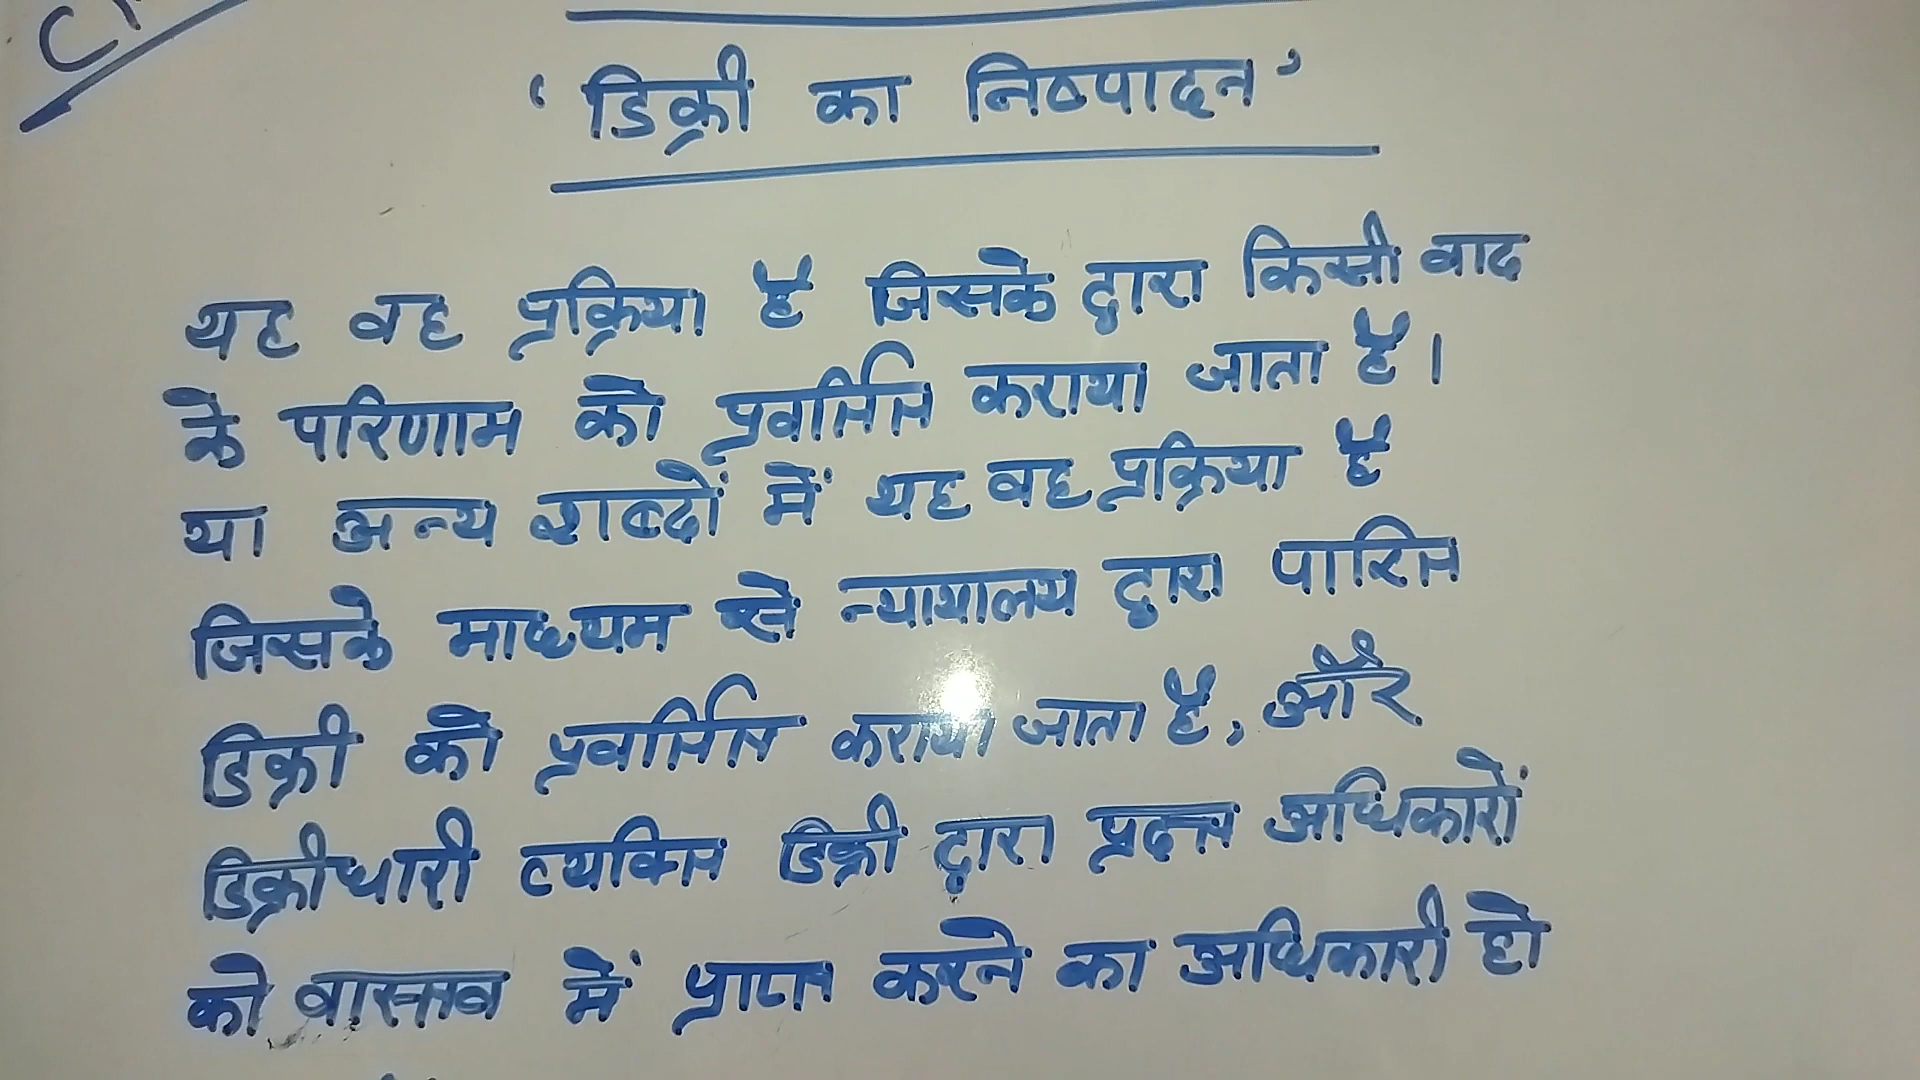 'डिक्री का निष्पादन'
यह वह प्रक्रिया है जिसके द्वारा किसी वाद
के परिणाम को प्रवर्तित कराया जाता है।
या अन्य शब्दों में यह वह प्रक्रिया है
जिसके माध्यम से न्यायालय द्वारा पारित
डिक्री को प्रवर्तित कराया जाता है, और
डिक्रीधारी व्यक्ति डिक्री द्वारा प्रदत्त अधिकारों
को वास्तव में प्राप्त करने का अधिकारी हो